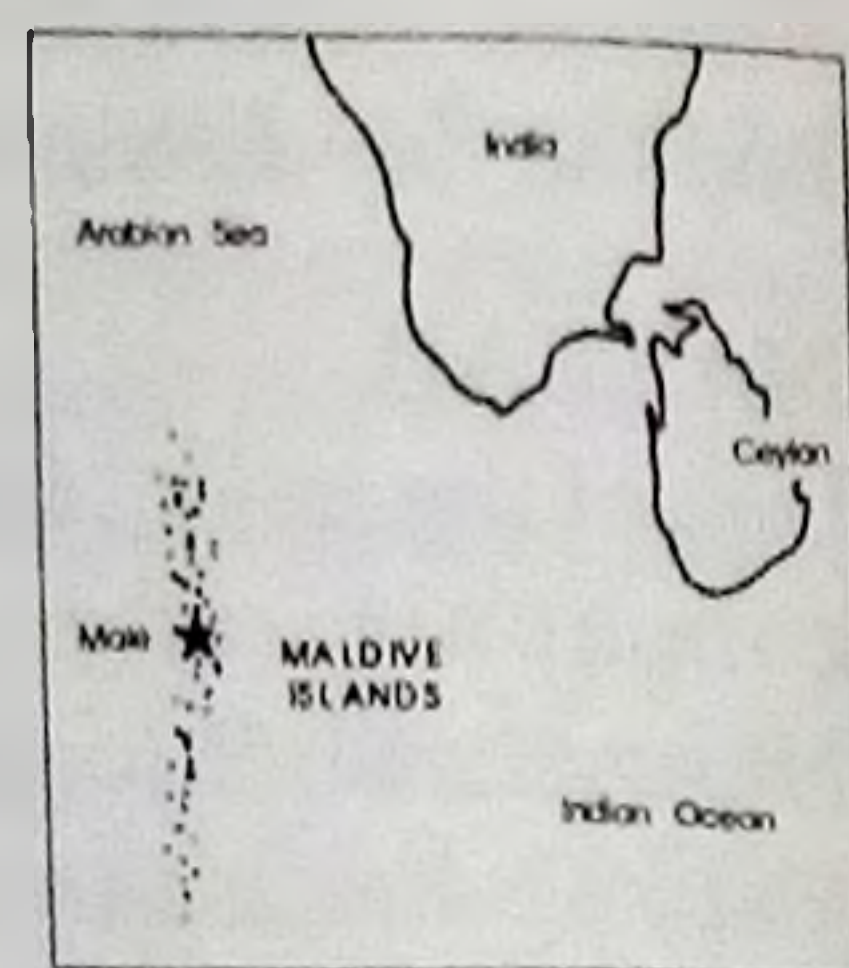 India
Arabian Sea
Ceylon
Male
MALDIVE
ISLANDS
Indian Ocean